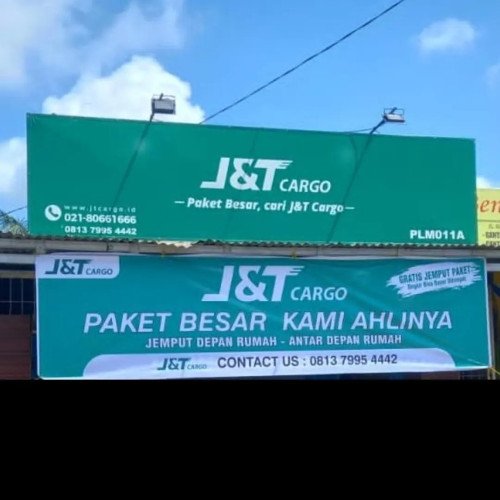 J&T CARGO
— Paket Besar, cari J&T Cargo —
www.jtcargo.id
021-80661666
0813 7995 4442
PLM011A
J&T CARGO
J&T CARGO
GRATIS JEMPUT PAKET
PAKET BESAR KAMI AHLINYA
JEMPUT DEPAN RUMAH - ANTAR DEPAN RUMAH
J&T CARGO CONTACT US : 0813 7995 4442